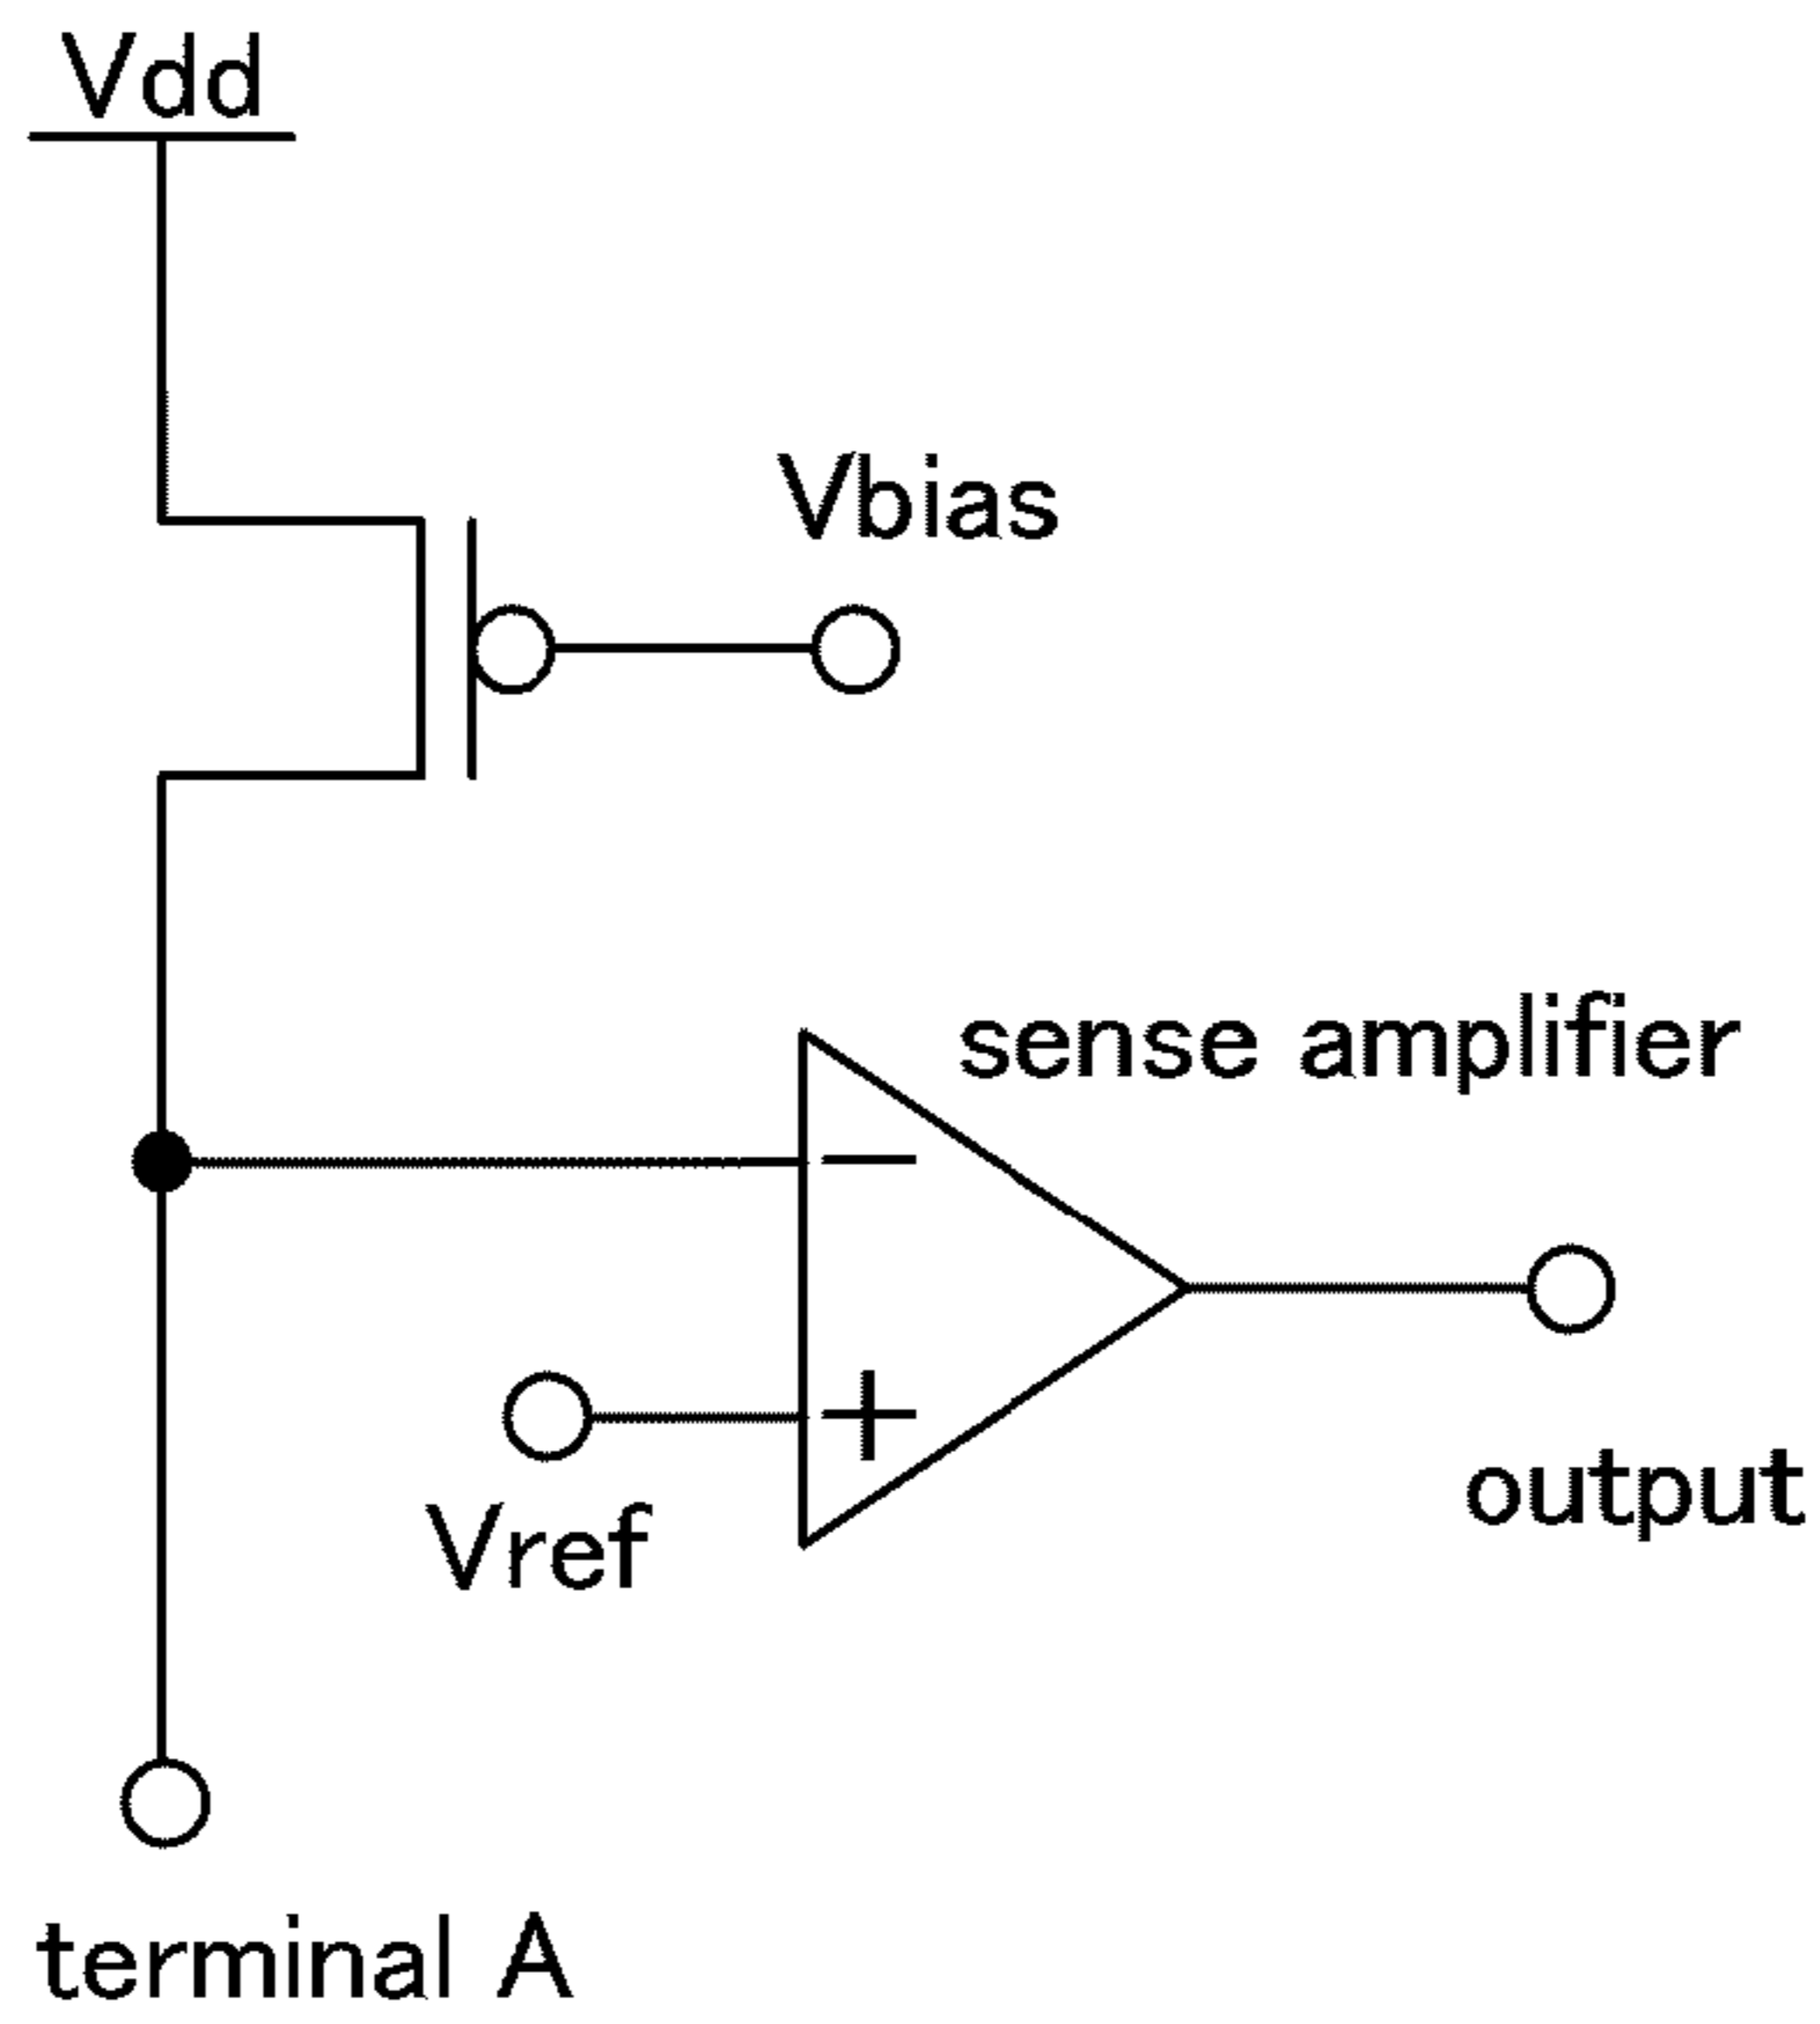 Vdd
Vbias
sense amplifier
−
+
Vref
output
terminal A